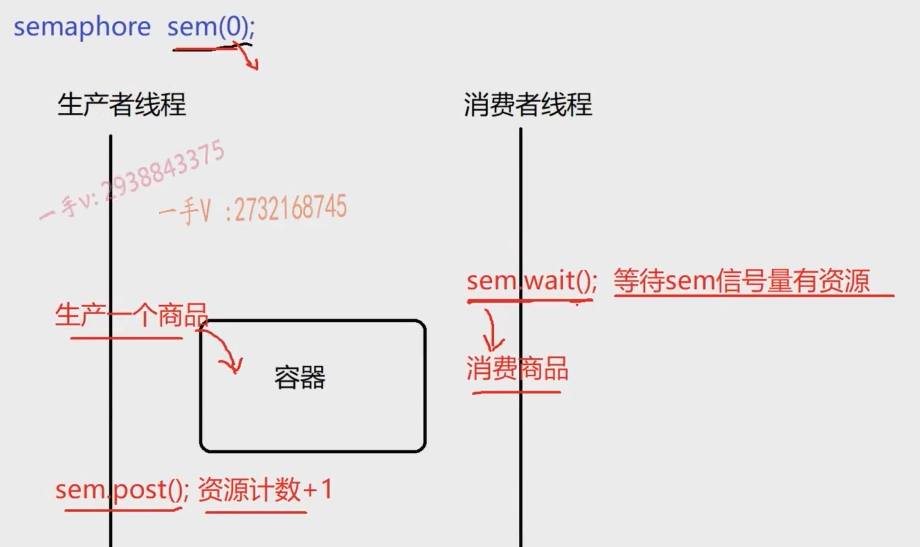 semaphore sem(0);
生产者线程
消费者线程
一手v: 2938843375
一手V :2732168745
sem.wait(); 等待sem信号量有资源
生产一个商品
消费商品
容器
sem.post(); 资源计数+1